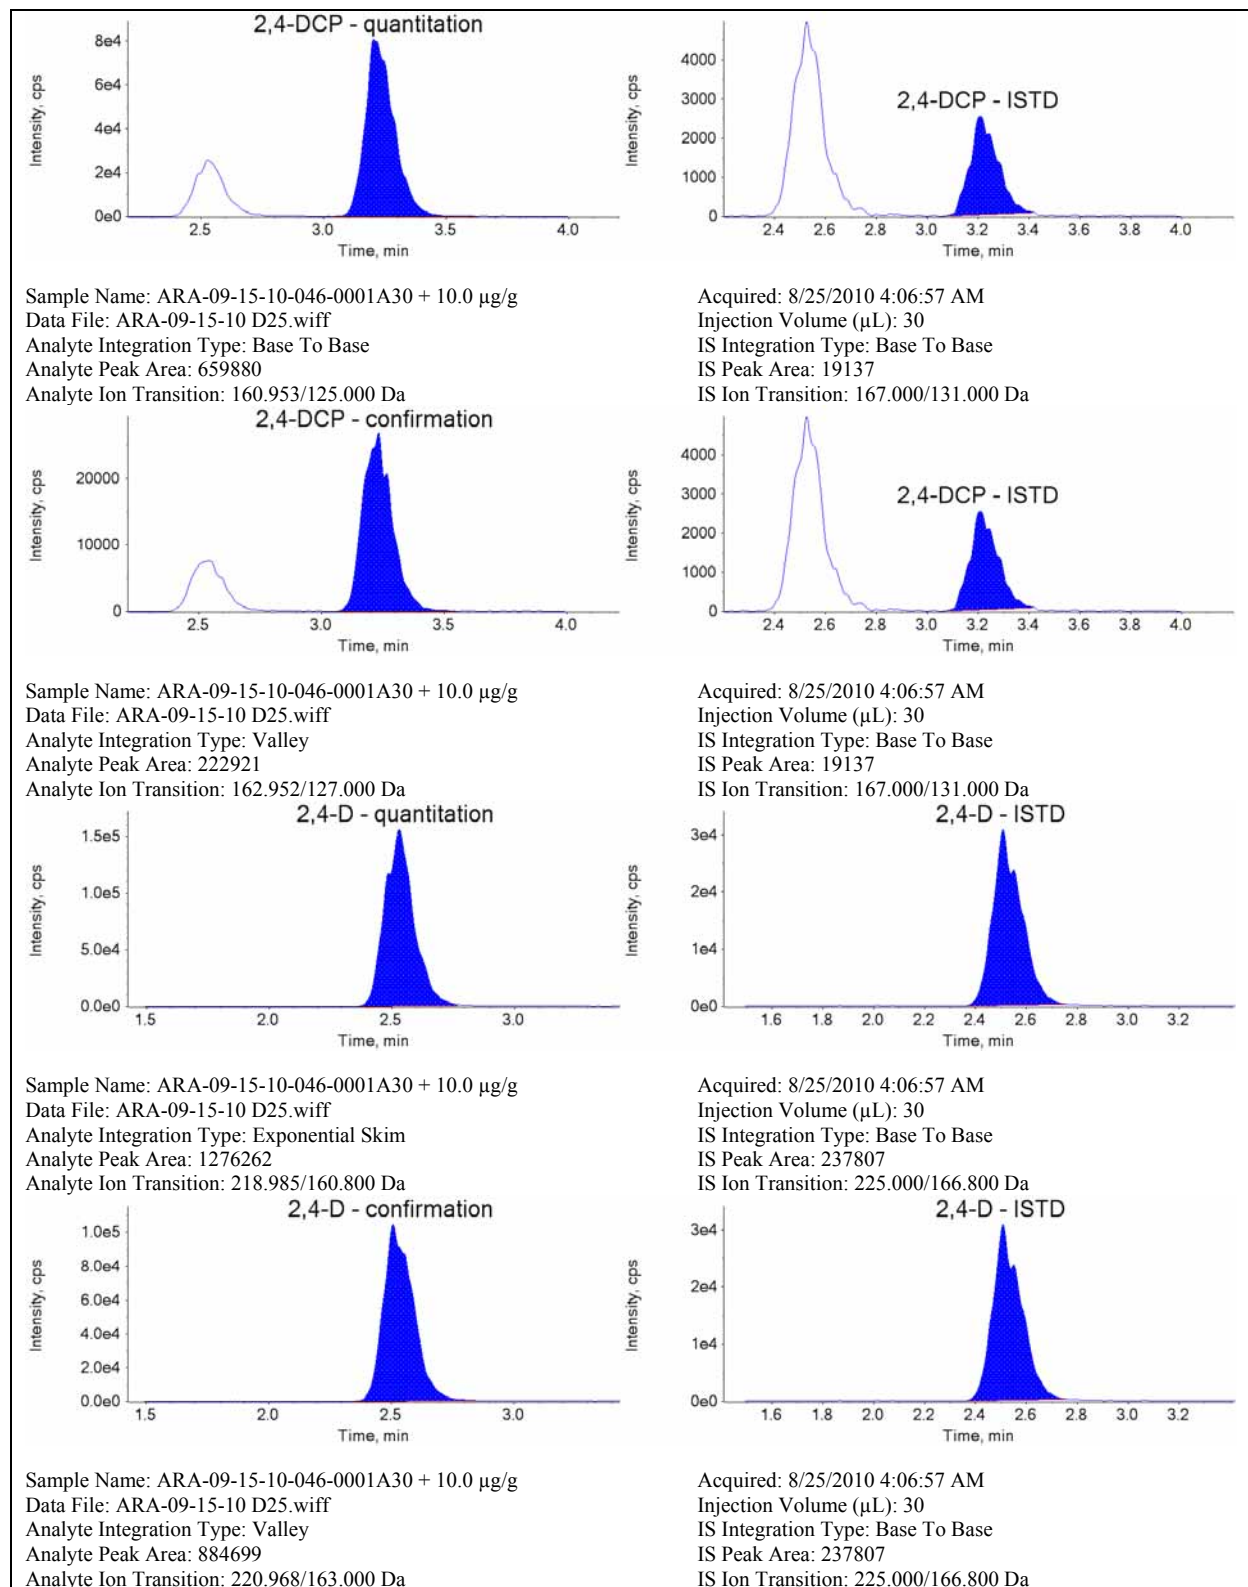 2,4-DCP - quantitation
8e4
6e4
4e4
2e4
0e0
Intensity, cps
2.5 3.0 3.5 4.0
Time, min
2,4-DCP - ISTD
4000
3000
2000
1000
0
Intensity, cps
2.4 2.6 2.8 3.0 3.2 3.4 3.6 3.8 4.0
Time, min
Sample Name: ARA-09-15-10-046-0001A30 + 10.0 µg/g
Data File: ARA-09-15-10 D25.wiff
Analyte Integration Type: Base To Base
Analyte Peak Area: 659880
Analyte Ion Transition: 160.953/125.000 Da
Acquired: 8/25/2010 4:06:57 AM
Injection Volume (µL): 30
IS Integration Type: Base To Base
IS Peak Area: 19137
IS Ion Transition: 167.000/131.000 Da
2,4-DCP - confirmation
20000
10000
0
Intensity, cps
2.5 3.0 3.5 4.0
Time, min
2,4-DCP - ISTD
4000
3000
2000
1000
0
Intensity, cps
2.4 2.6 2.8 3.0 3.2 3.4 3.6 3.8 4.0
Time, min
Sample Name: ARA-09-15-10-046-0001A30 + 10.0 µg/g
Data File: ARA-09-15-10 D25.wiff
Analyte Integration Type: Valley
Analyte Peak Area: 222921
Analyte Ion Transition: 162.952/127.000 Da
Acquired: 8/25/2010 4:06:57 AM
Injection Volume (µL): 30
IS Integration Type: Base To Base
IS Peak Area: 19137
IS Ion Transition: 167.000/131.000 Da
2,4-D - quantitation
1.5e5
1.0e5
5.0e4
0.0e0
Intensity, cps
1.5 2.0 2.5 3.0
Time, min
2,4-D - ISTD
3e4
2e4
1e4
0e0
Intensity, cps
1.6 1.8 2.0 2.2 2.4 2.6 2.8 3.0 3.2
Time, min
Sample Name: ARA-09-15-10-046-0001A30 + 10.0 µg/g
Data File: ARA-09-15-10 D25.wiff
Analyte Integration Type: Exponential Skim
Analyte Peak Area: 1276262
Analyte Ion Transition: 218.985/160.800 Da
Acquired: 8/25/2010 4:06:57 AM
Injection Volume (µL): 30
IS Integration Type: Base To Base
IS Peak Area: 237807
IS Ion Transition: 225.000/166.800 Da
2,4-D - confirmation
1.0e5
8.0e4
6.0e4
4.0e4
2.0e4
0.0e0
Intensity, cps
1.5 2.0 2.5 3.0
Time, min
2,4-D - ISTD
3e4
2e4
1e4
0e0
Intensity, cps
1.6 1.8 2.0 2.2 2.4 2.6 2.8 3.0 3.2
Time, min
Sample Name: ARA-09-15-10-046-0001A30 + 10.0 µg/g
Data File: ARA-09-15-10 D25.wiff
Analyte Integration Type: Valley
Analyte Peak Area: 884699
Analyte Ion Transition: 220.968/163.000 Da
Acquired: 8/25/2010 4:06:57 AM
Injection Volume (µL): 30
IS Integration Type: Base To Base
IS Peak Area: 237807
IS Ion Transition: 225.000/166.800 Da